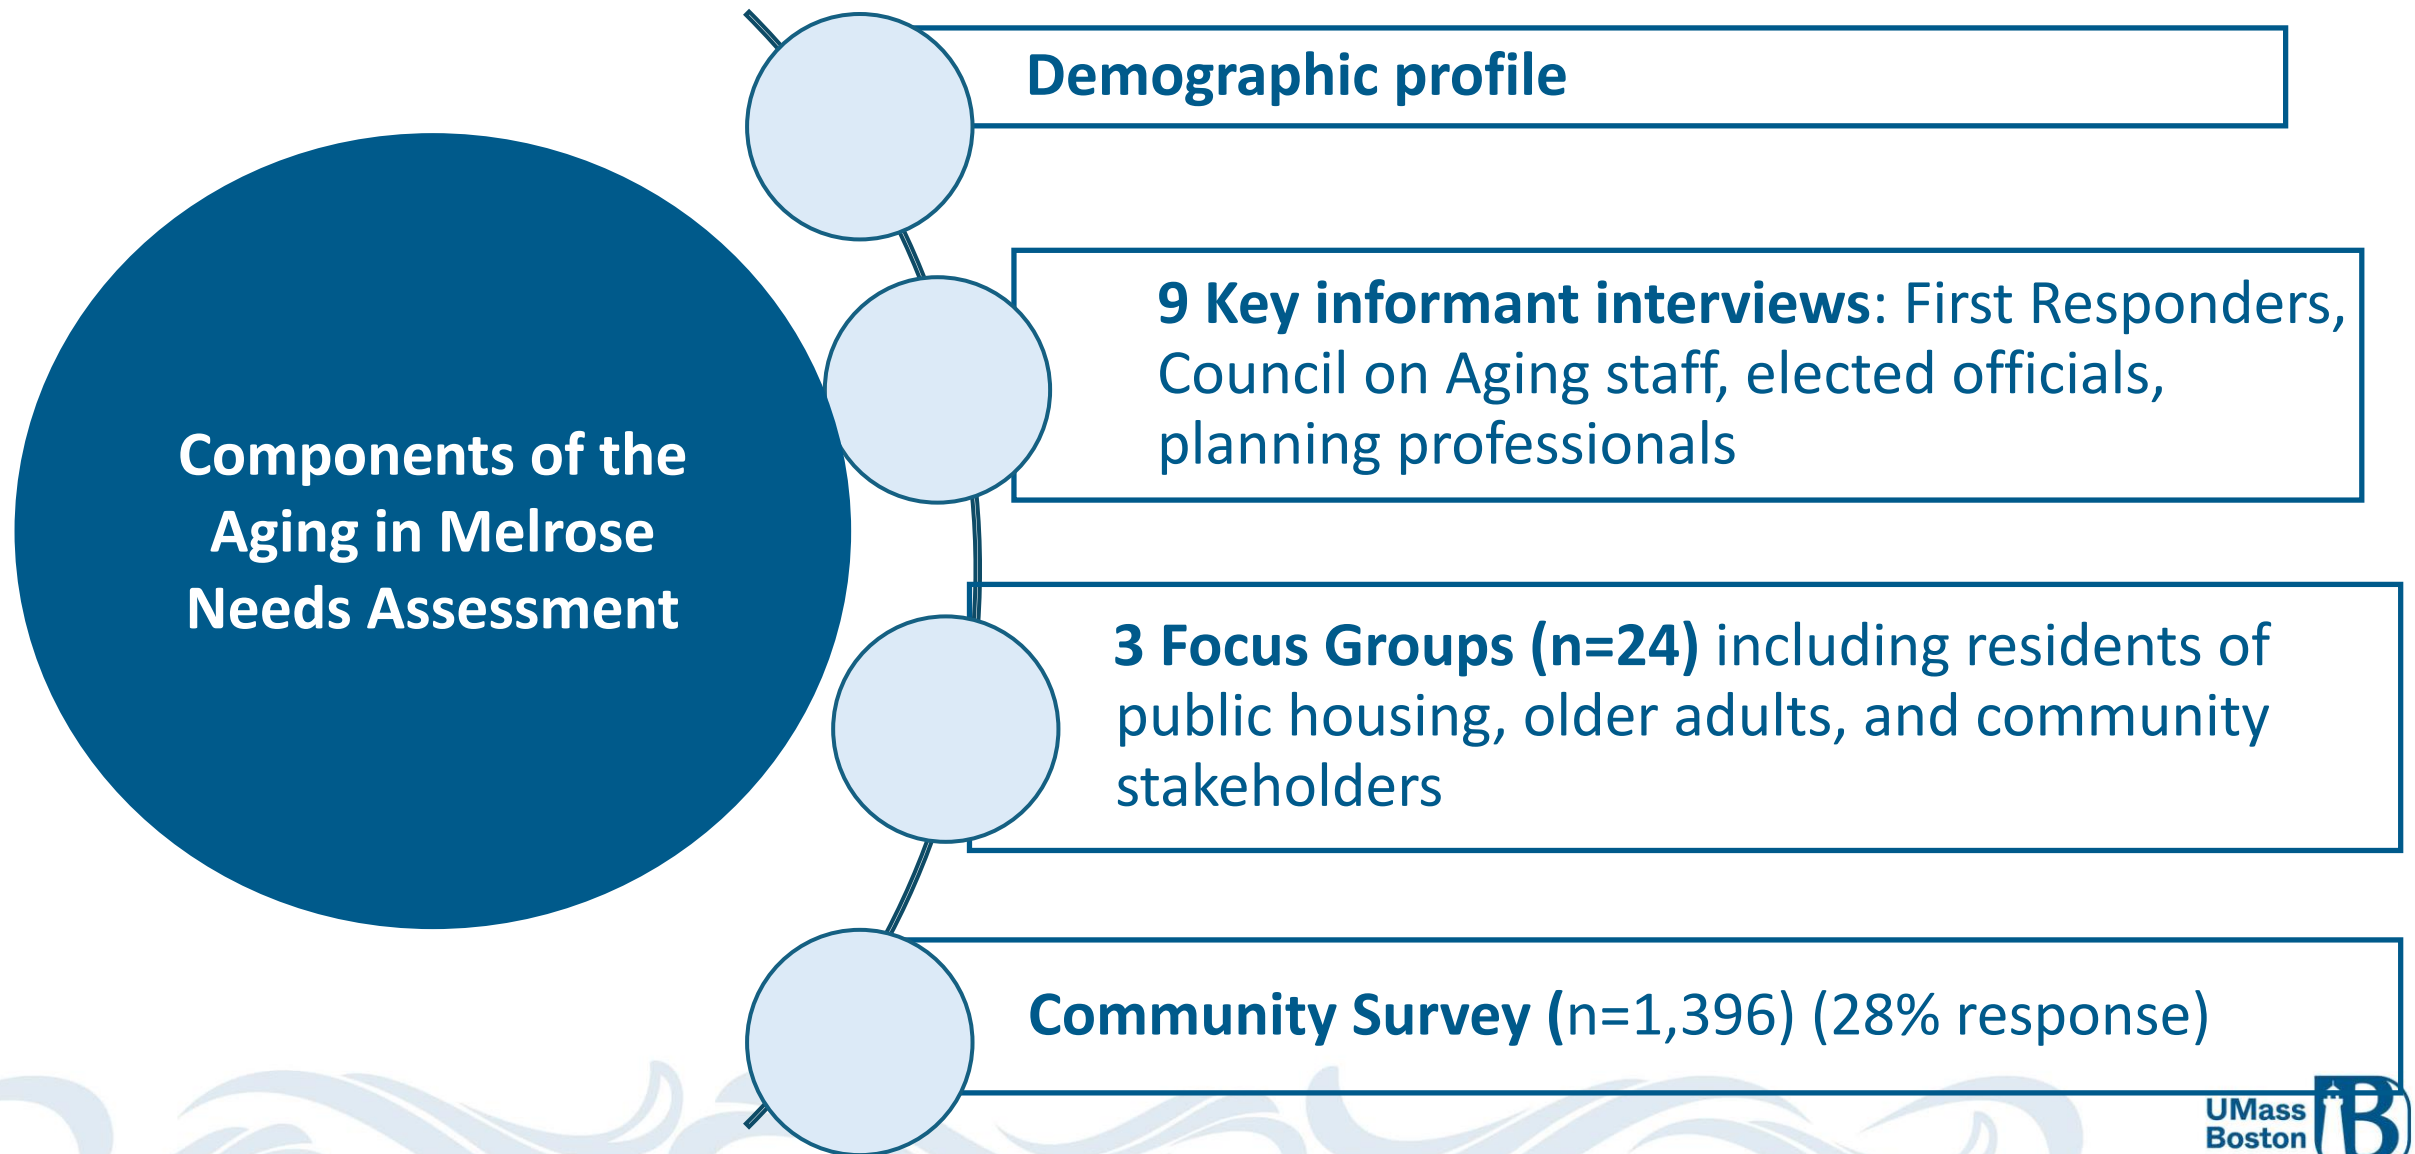 Demographic profile
9 Key informant interviews: First Responders,
Council on Aging staff, elected officials,
planning professionals
Components of the
Aging in Melrose
Needs Assessment
3 Focus Groups (n=24) including residents of
public housing, older adults, and community
stakeholders
Community Survey (n=1,396) (28% response)
UMass
Boston
B